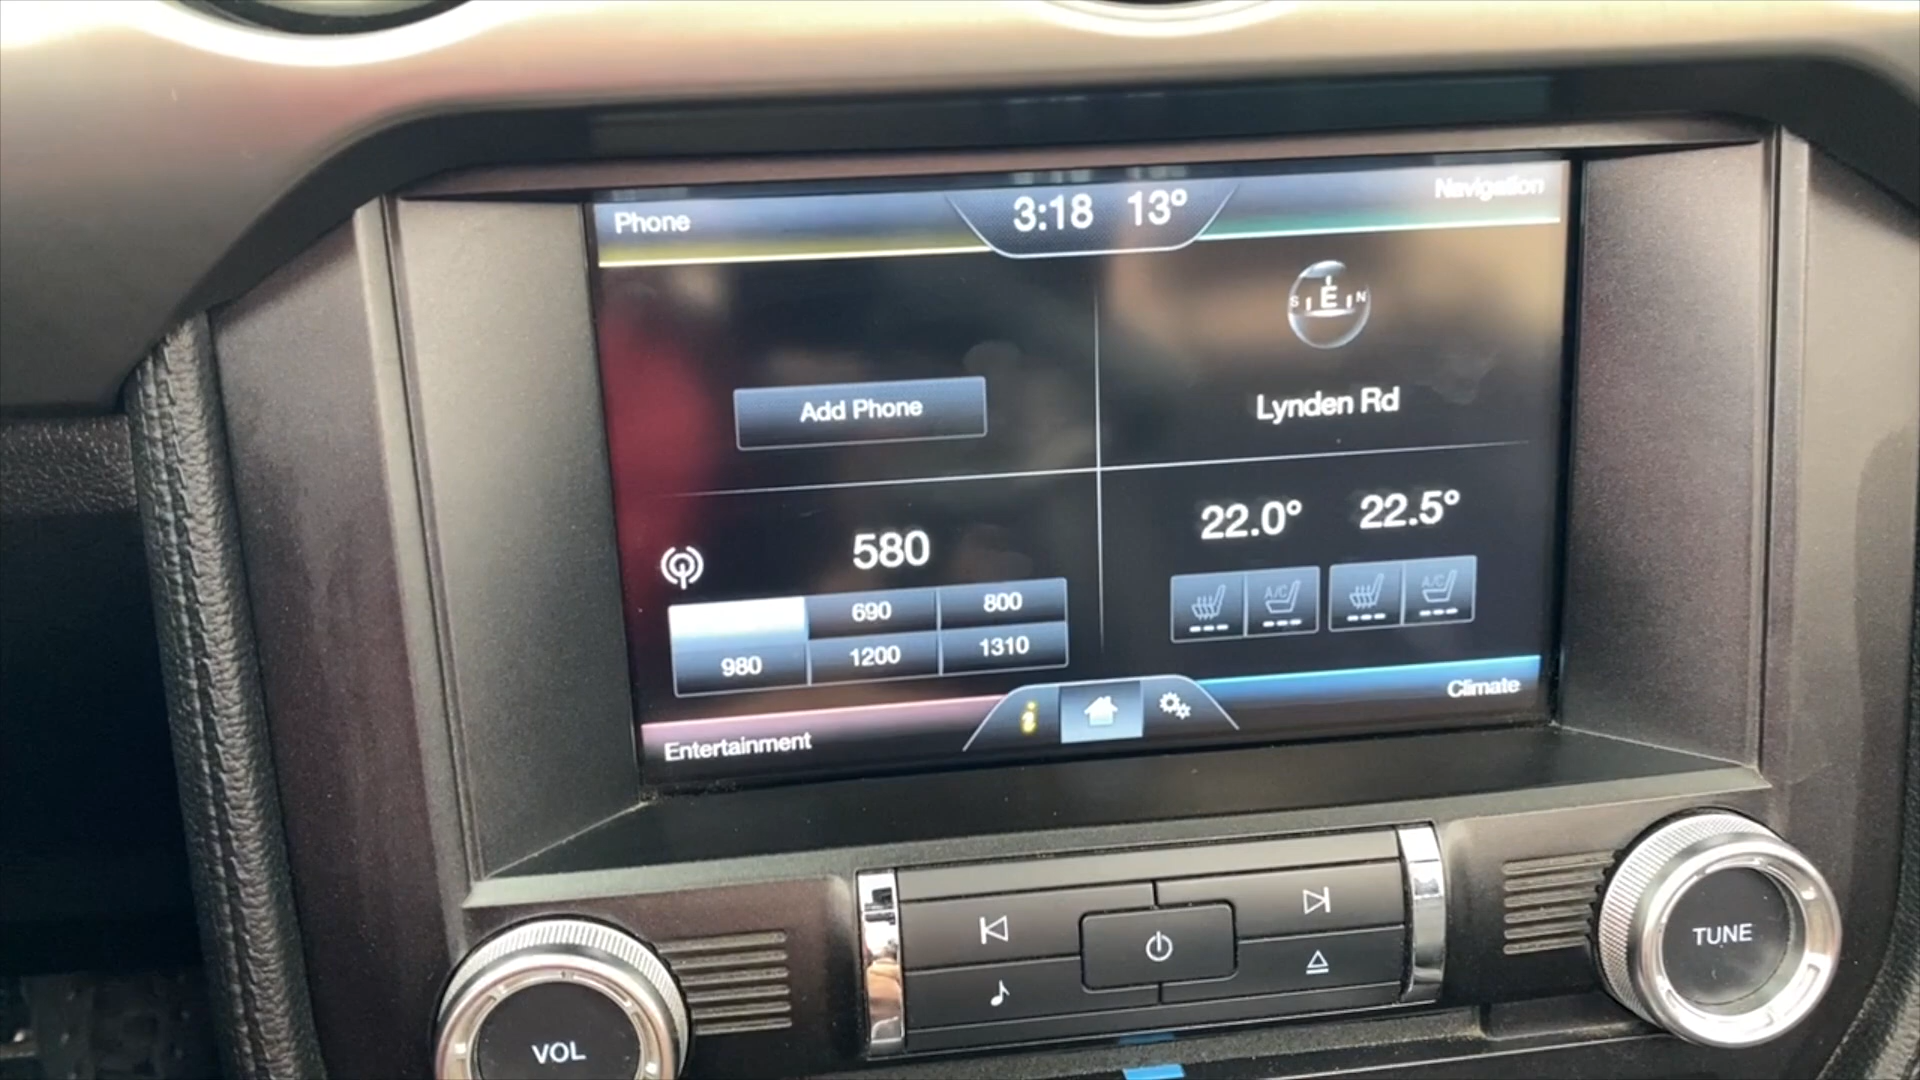 Phone
3:18 13°
Navigation
S E N
Add Phone
Lynden Rd
580
22.0° 22.5°
A/C A/C
690 800
980 1200 1310
Entertainment
i
Climate
VOL
TUNE